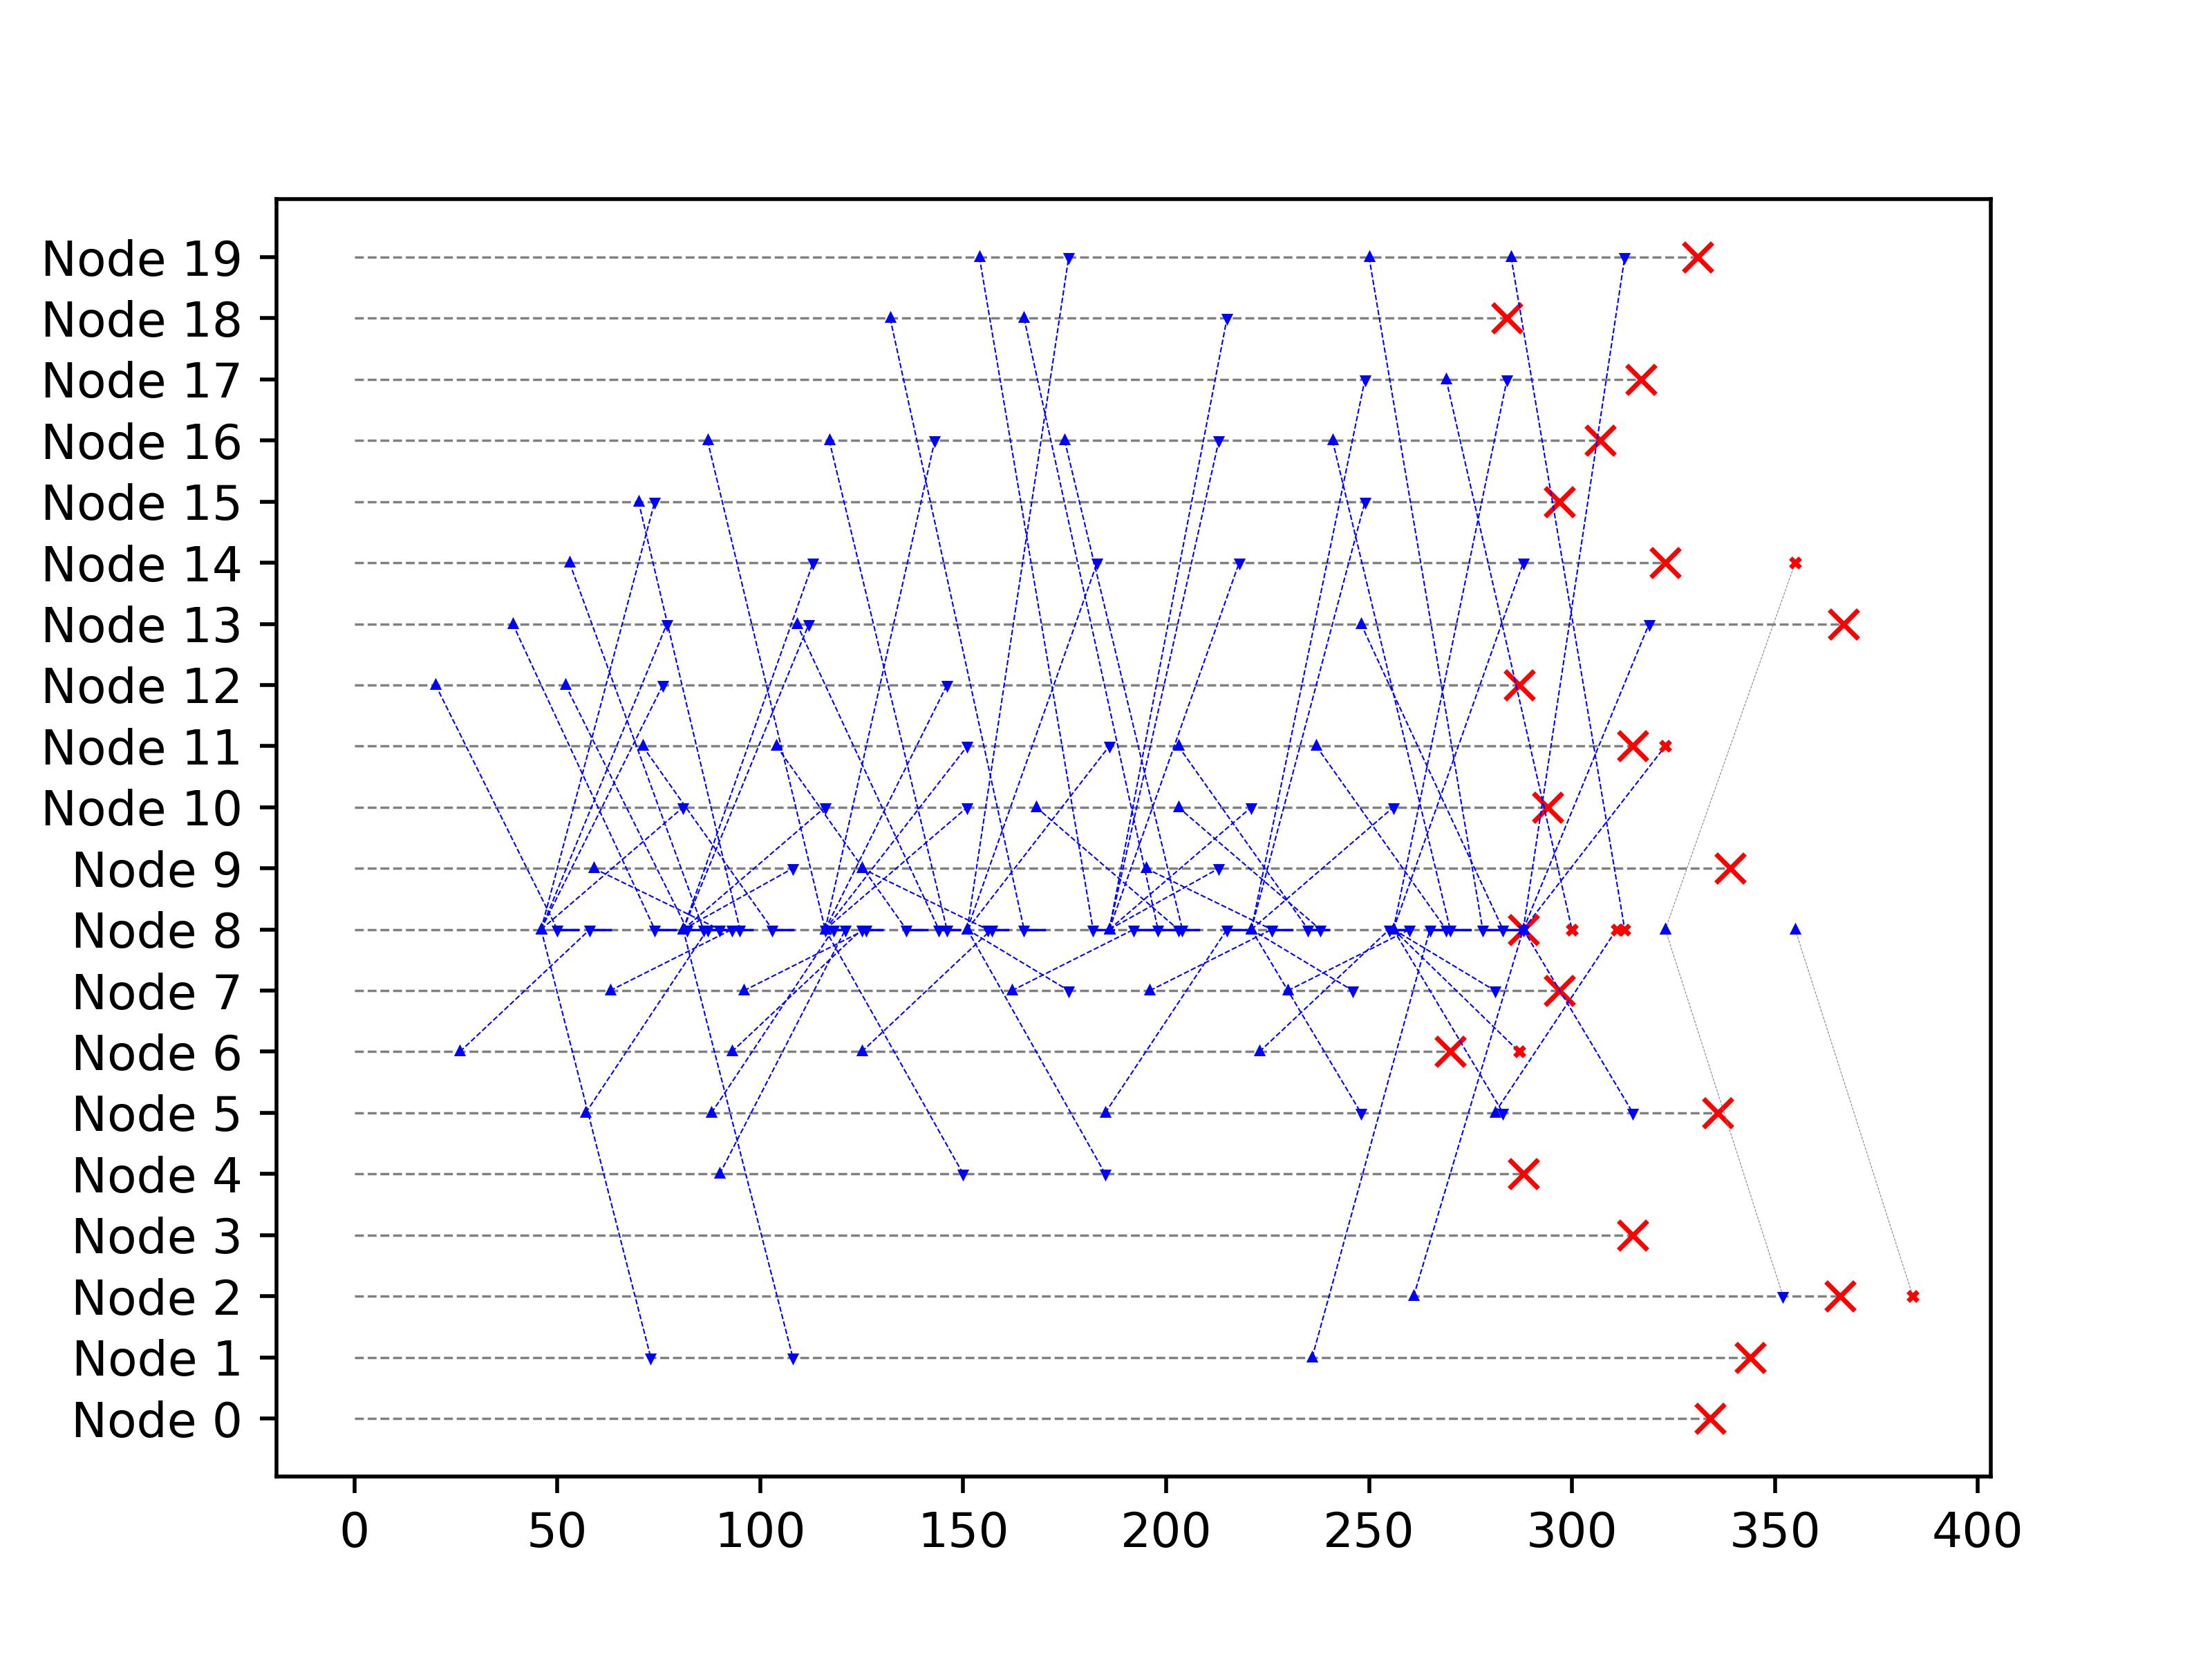 Node 19
Node 18
Node 17
Node 16
Node 15
Node 14
Node 13
Node 12
Node 11
Node 10
Node 9
Node 8
Node 7
Node 6
Node 5
Node 4
Node 3
Node 2
Node 1
Node 0
0 50 100 150 200 250 300 350 400